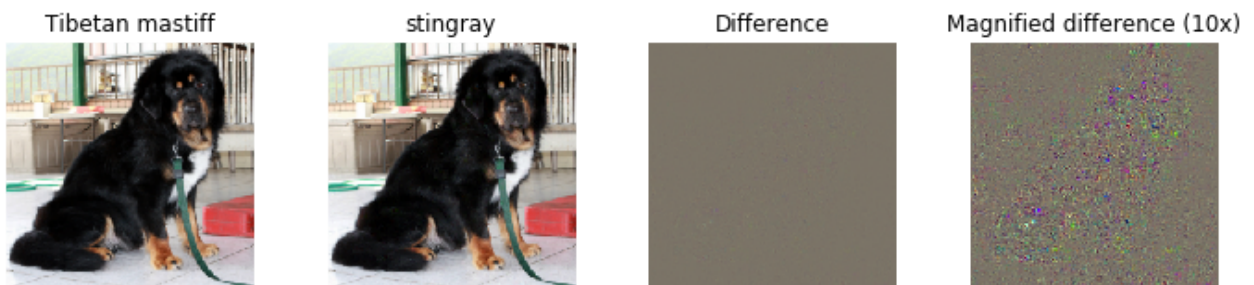 Tibetan mastiff
stingray
Difference
Magnified difference (10x)